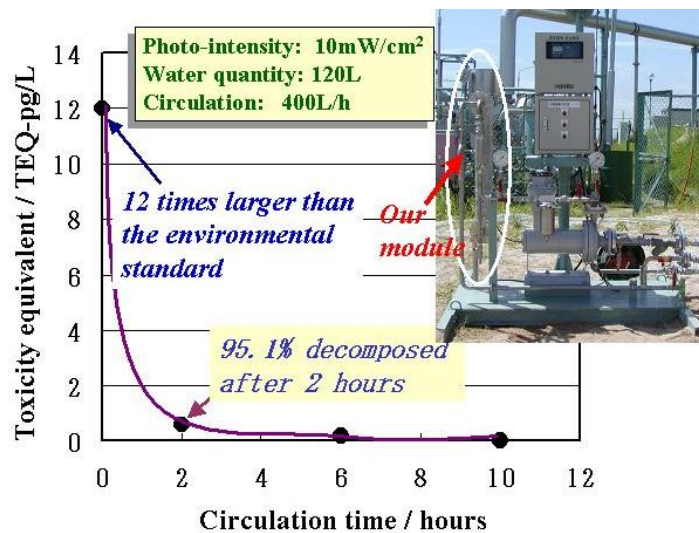 Photo-intensity: 10mW/cm²
Water quantity: 120L
Circulation: 400L/h
12 times larger than
the environmental
standard
Our
module
95.1% decomposed
after 2 hours
Toxicity equivalent / TEQ-pg/L
14
12
10
8
6
4
2
0
0 2 4 6 8 10 12
Circulation time / hours